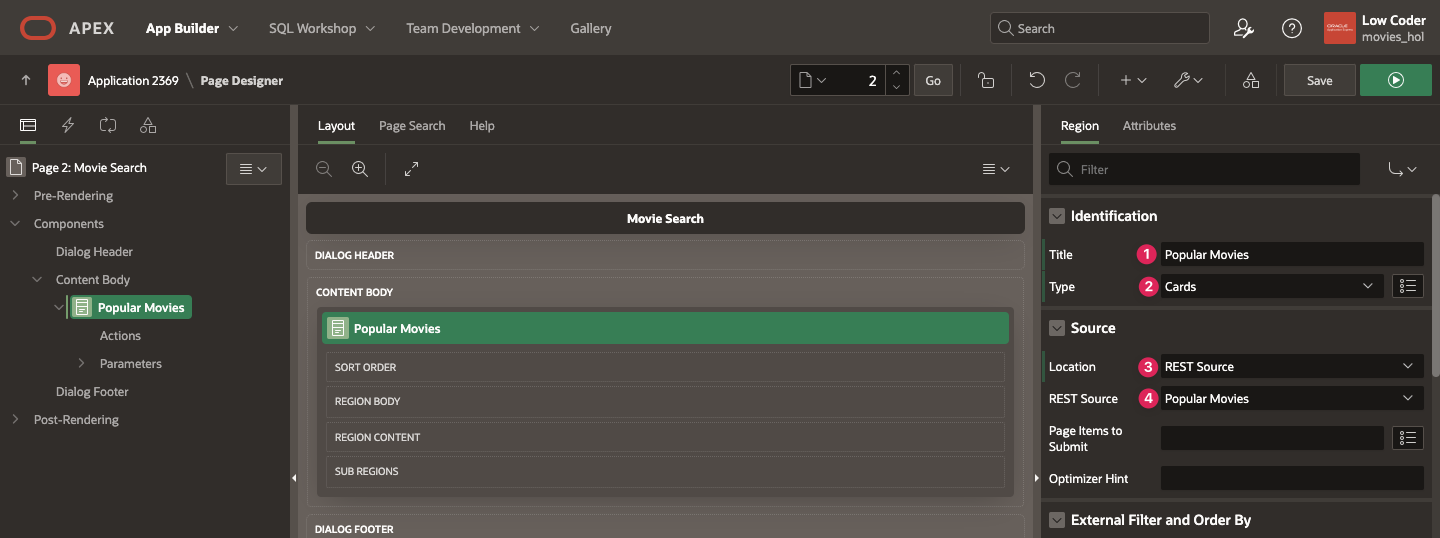 APEX
App Builder
SQL Workshop
Team Development
Gallery
Search
Low Coder
movies_hol
Application 2369 \ Page Designer
2
Go
Save
Page 2: Movie Search
Pre-Rendering
Components
Dialog Header
Content Body
Popular Movies
Actions
Parameters
Dialog Footer
Post-Rendering
Layout
Page Search
Help
Movie Search
DIALOG HEADER
CONTENT BODY
Popular Movies
SORT ORDER
REGION BODY
REGION CONTENT
SUB REGIONS
DIALOG FOOTER
Region
Attributes
Filter
Identification
Title 1 Popular Movies
Type 2 Cards
Source
Location 3 REST Source
REST Source 4 Popular Movies
Page Items to
Submit
Optimizer Hint
External Filter and Order By